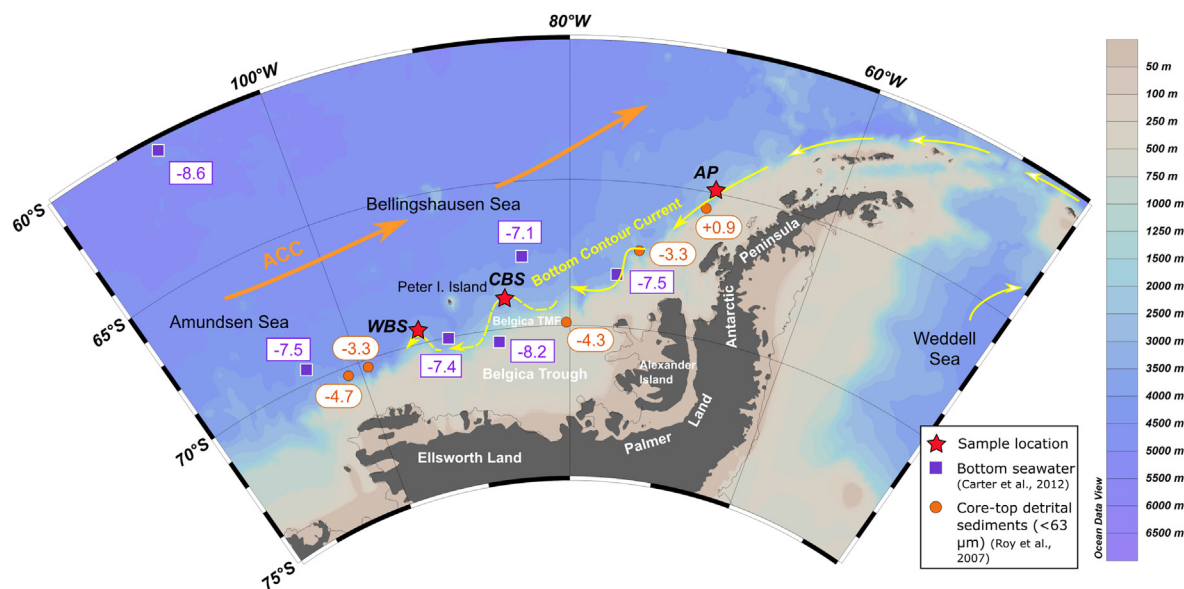 80°W
100°W
60°W
60°S
65°S
70°S
75°S
-8.6
Bellingshausen Sea
ACC
-7.1
AP
+0.9
-3.3
-7.5
Bottom Contour Current
Peter I. Island
CBS
WBS
Amundsen Sea
-7.5
-3.3
-4.7
-7.4
-8.2
-4.3
Belgica TMF
Belgica Trough
Alexander
Island
Antarctic
Peninsula
Palmer
Land
Ellsworth Land
Weddell
Sea
Sample location
Bottom seawater
(Carter et al., 2012)
Core-top detrital
sediments (<63
µm) (Roy et al.,
2007)
Ocean Data View
50 m
100 m
250 m
500 m
750 m
1000 m
1250 m
1500 m
2000 m
2500 m
3000 m
3500 m
4000 m
4500 m
5000 m
5500 m
6000 m
6500 m